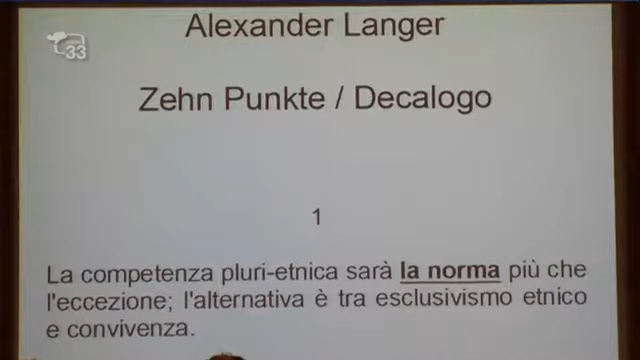 Alexander Langer
33
Zehn Punkte / Decalogo
1
La competenza pluri-etnica sarà la norma più che
l'eccezione; l'alternativa è tra esclusivismo etnico
e convivenza.